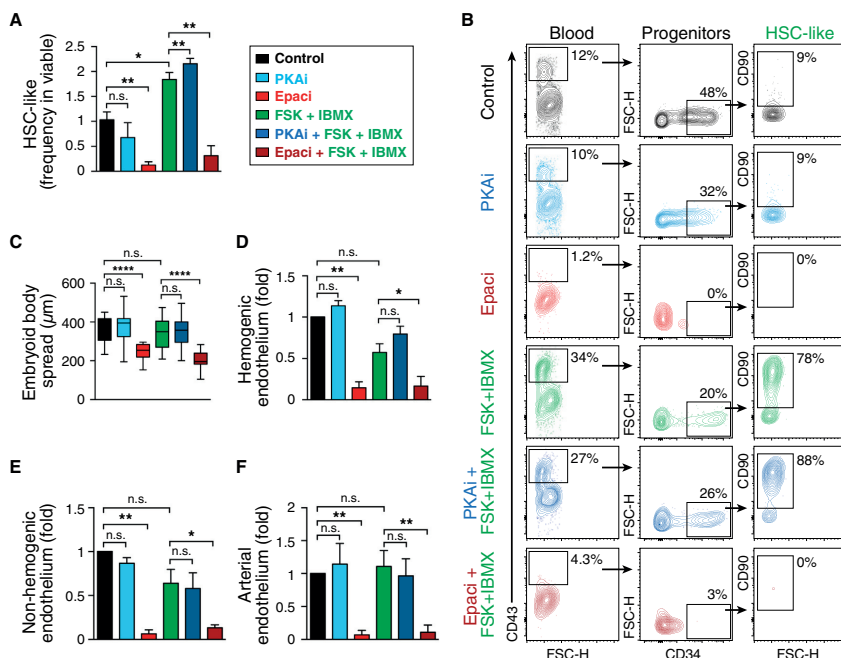 A
HSC-like
(frequency in viable)
2.5
2
1.5
1
0.5
0
n.s.
**
*
**
**
Control
PKAi
Epaci
FSK + IBMX
PKAi + FSK + IBMX
Epaci + FSK + IBMX
B
Blood
Progenitors
HSC-like
Control
12%
FSC-H
48%
CD90
9%
PKAi
10%
FSC-H
32%
CD90
9%
Epaci
1.2%
FSC-H
0%
CD90
0%
FSK+IBMX
34%
FSC-H
20%
CD90
78%
PKAi +
FSK+IBMX
27%
FSC-H
26%
CD90
88%
Epaci +
FSK+IBMX
4.3%
FSC-H
3%
CD90
0%
CD43
FSC-H
CD34
FSC-H
C
Embryoid body
spread (µm)
600
400
200
0
n.s.
****
****
n.s.
n.s.
D
Hemogenic
endothelium (fold)
1.5
1
0.5
0
n.s.
**
*
n.s.
n.s.
E
Non-hemogenic
endothelium (fold)
1.5
1
0.5
0
n.s.
**
*
n.s.
n.s.
F
Arterial
endothelium (fold)
2
1.5
1
0.5
0
n.s.
**
**
n.s.
n.s.